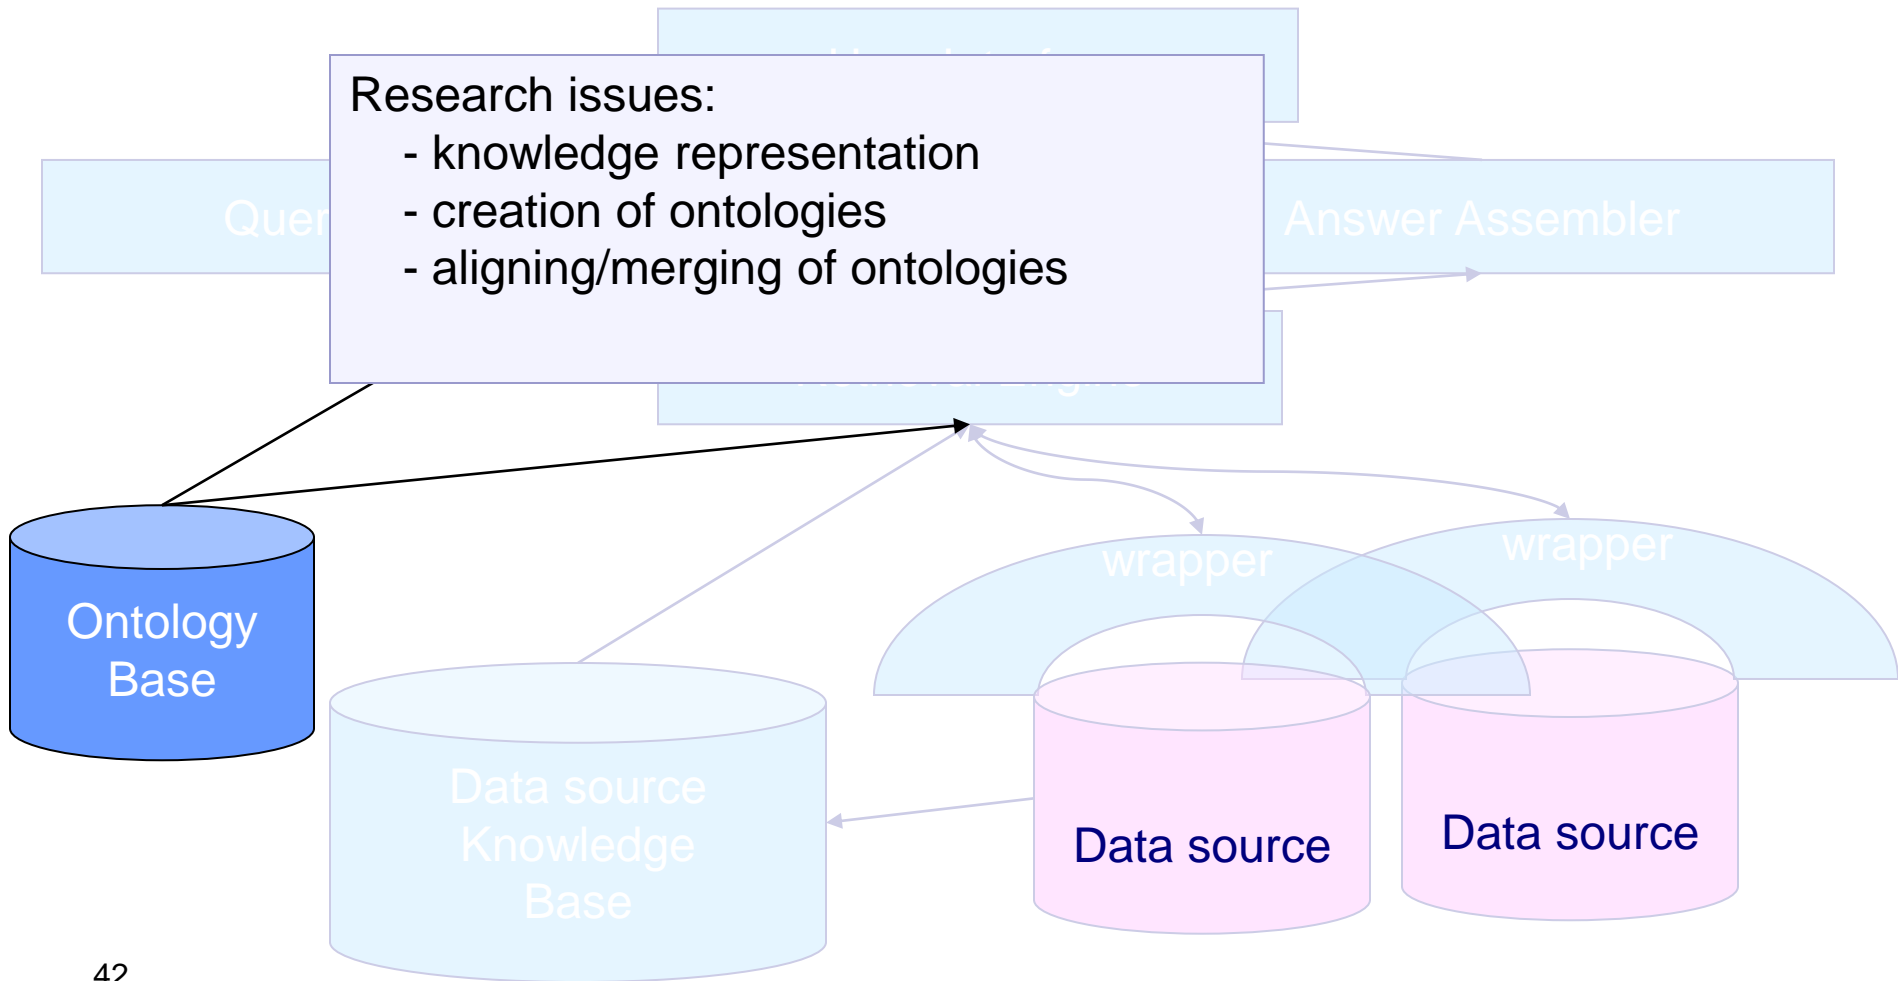 Research issues:
- knowledge representation
- creation of ontologies
- aligning/merging of ontologies
Answer Assembler
wrapper
wrapper
Ontology
Base
Data source
Knowledge
Base
Data source
Data source
42